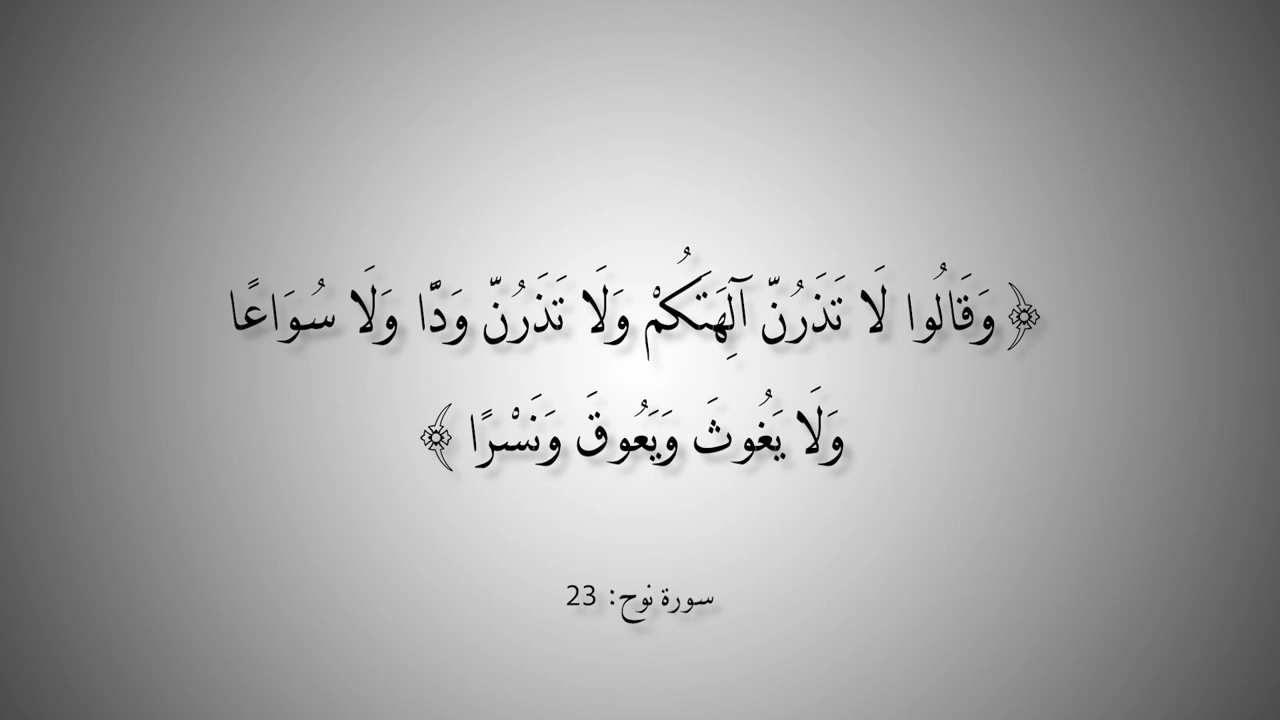 ﴿ وَقَالُوا لَا تَذَرُنّ آلِهَتَكُمْ وَلَا تَذَرُنّ وَدًّا وَلَا سُوَاعًا
وَلَا يَغُوثَ وَيَعُوقَ وَنَسْرًا ﴾
سورة نوح: 23